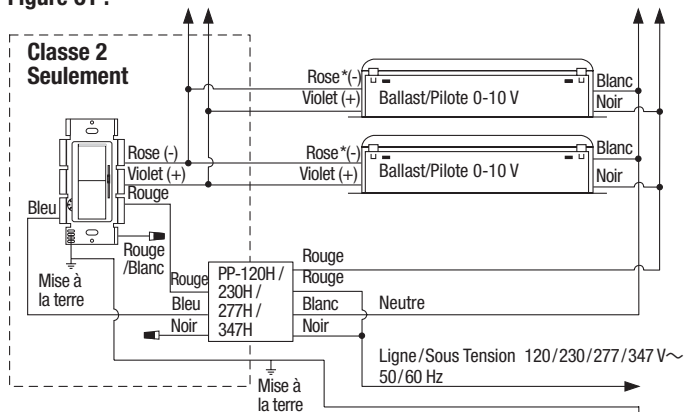 Figure 01 :
Classe 2
Seulement
Rose *(-)
Violet (+)
Ballast/Pilote 0-10 V
Blanc
Noir
Rose (-)
Violet (+)
Rouge
Rose*(-)
Violet (+)
Ballast/Pilote 0-10 V
Blanc
Noir
Bleu
Rouge
/Blanc
Mise à
la terre
Rouge
Bleu
Noir
PP-120H /
230H /
277H /
347H
Rouge
Rouge
Blanc
Neutre
Noir
Ligne/Sous Tension 120/230/277/347 V~
50/60 Hz
Mise à
la terre